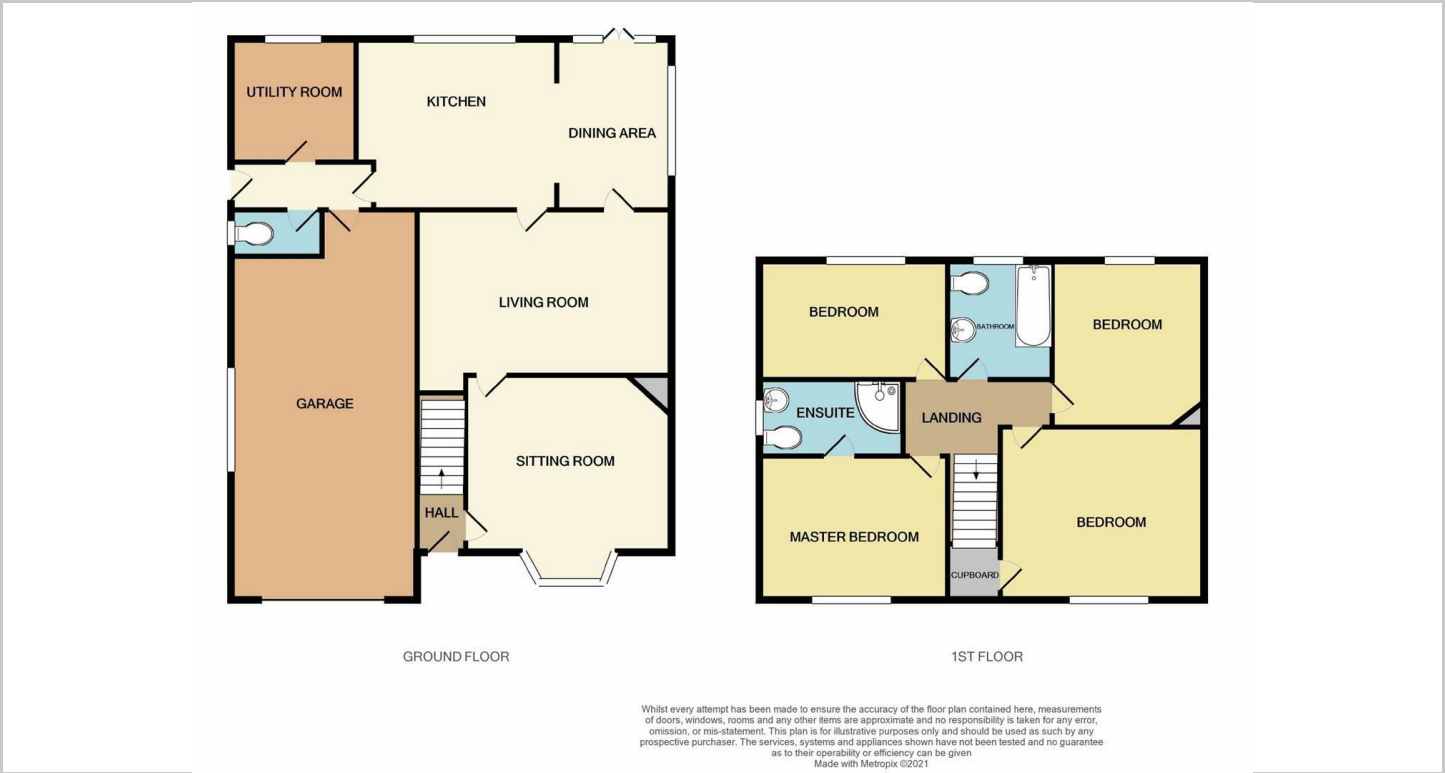 UTILITY ROOM
KITCHEN
DINING AREA
LIVING ROOM
GARAGE
SITTING ROOM
HALL
GROUND FLOOR
BEDROOM
BATHROOM
BEDROOM
ENSUITE
LANDING
MASTER BEDROOM
BEDROOM
CUPBOARD
1ST FLOOR
Whilst every attempt has been made to ensure the accuracy of the floor plan contained here, measurements
of doors, windows, rooms and any other items are approximate and no responsibility is taken for any error,
omission, or mis-statement. This plan is for illustrative purposes only and should be used as such by any
prospective purchaser. The services, systems and appliances shown have not been tested and no guarantee
as to their operability or efficiency can be given
Made with Metropix ©2021